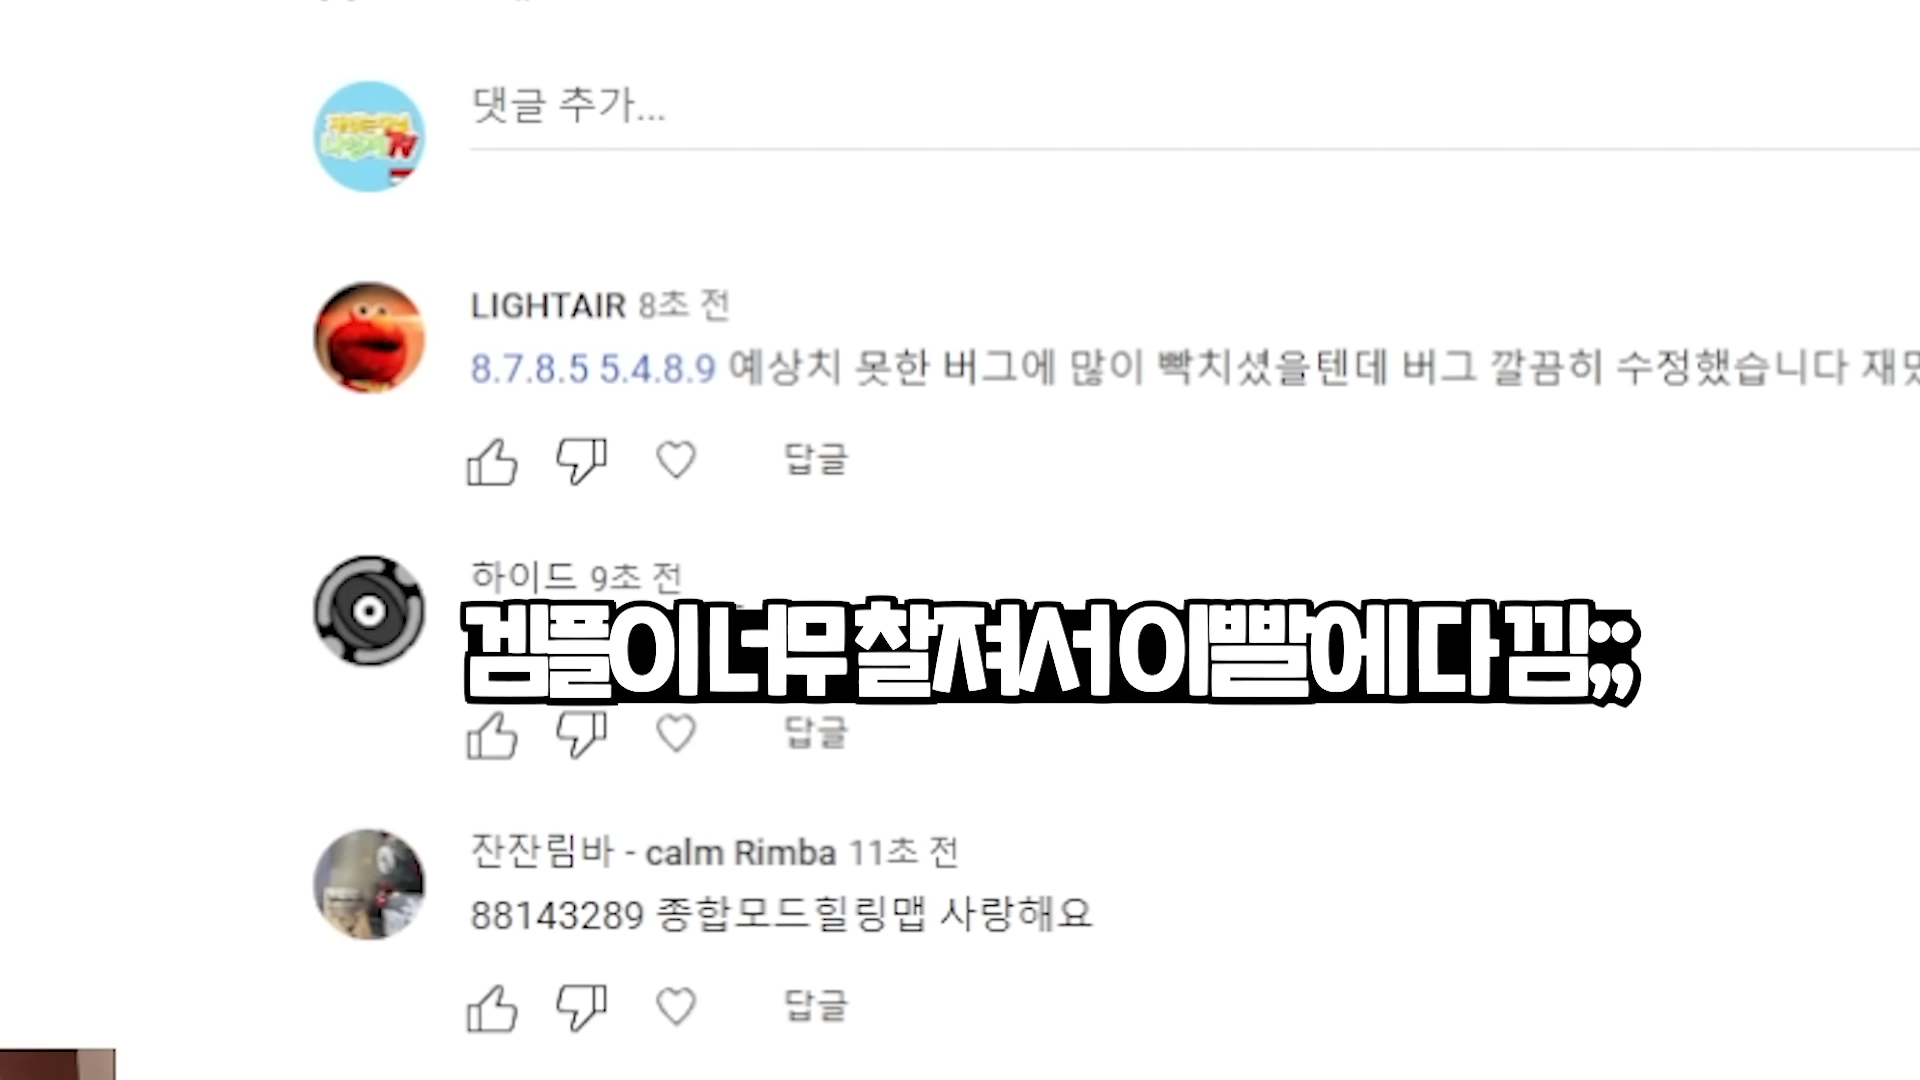 댓글 추가...
TV
LIGHTAIR 8초 전
8.7.8.5 5.4.8.9 예상치 못한 버그에 많이 빡치셨을텐데 버그 깔끔히 수정했습니다
하이드 9초 전
겜플이 너무 찰져서 이빨에 다 낌;;
답글
답글
잔잔림바 - calm Rimba 11초 전
88143289 종합모드힐링맵 사랑해요
답글